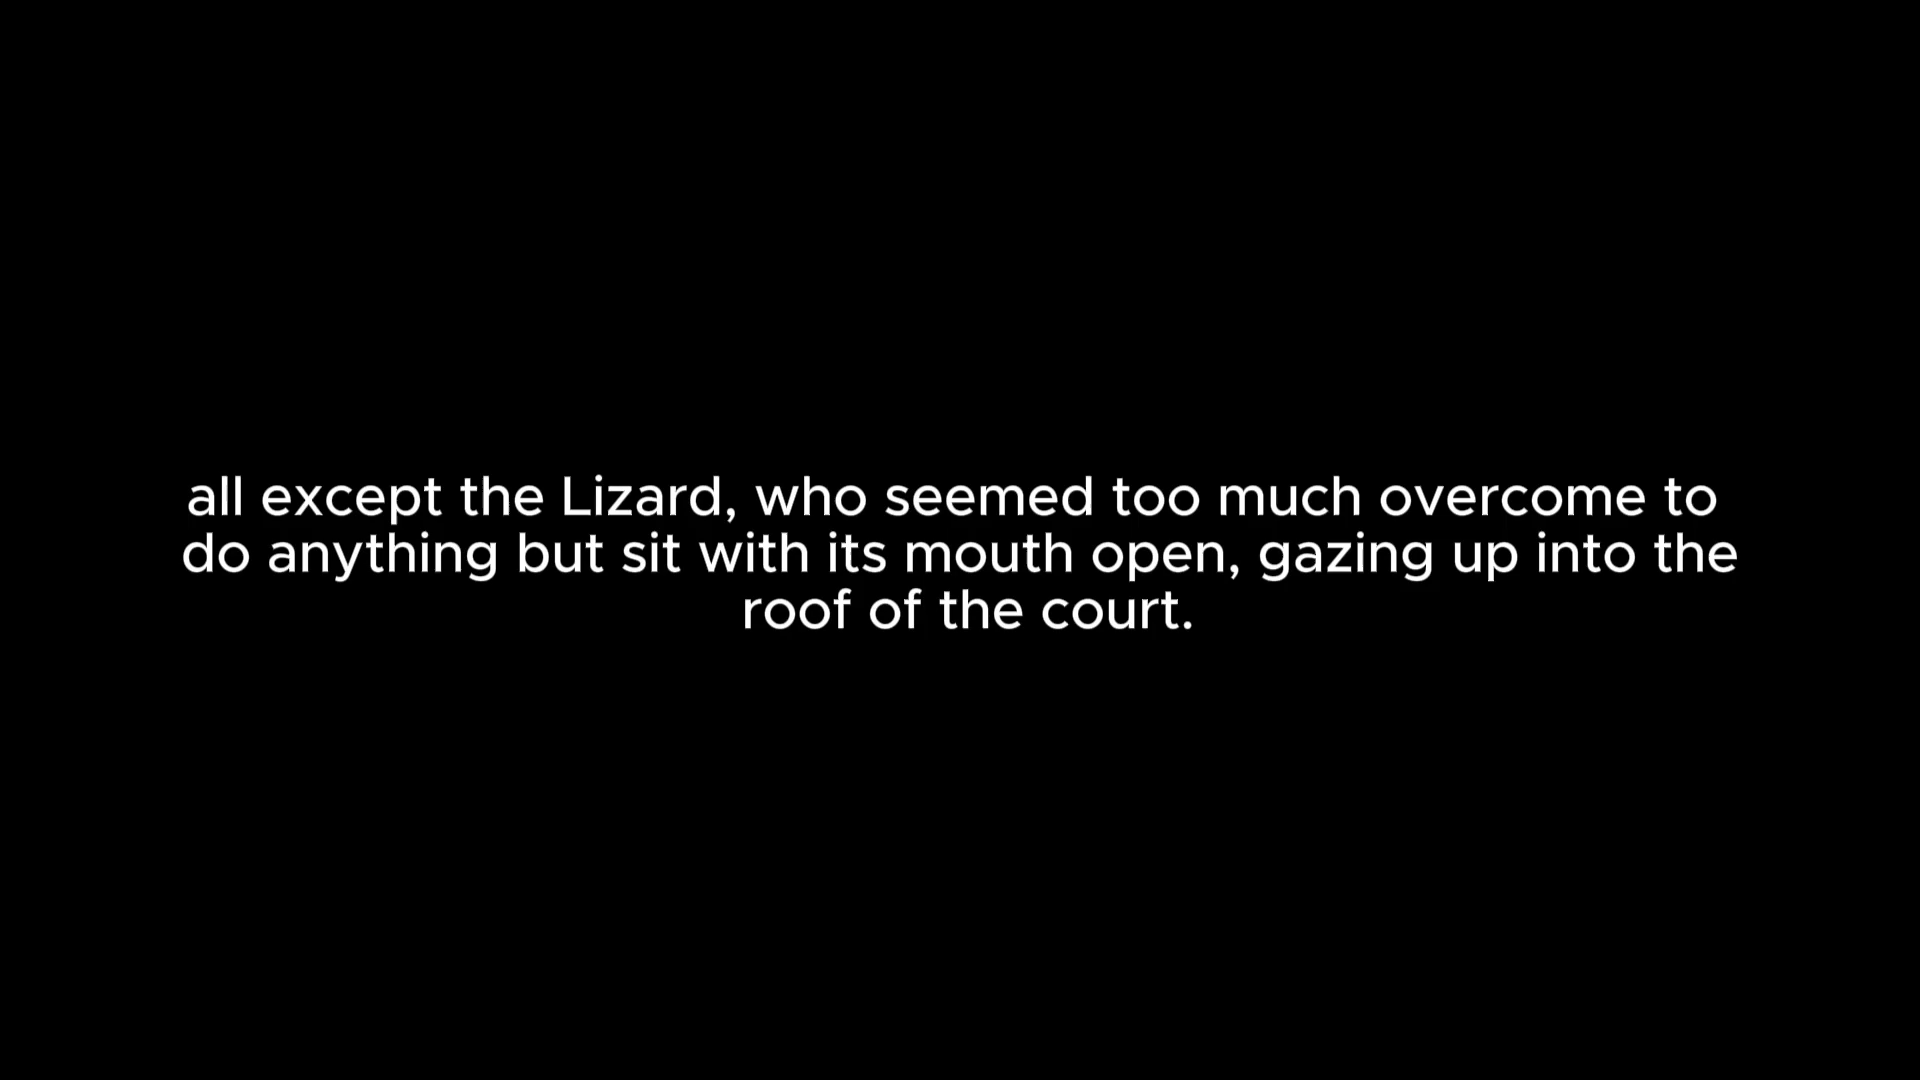 all except the Lizard, who seemed too much overcome to
do anything but sit with its mouth open, gazing up into the
roof of the court.